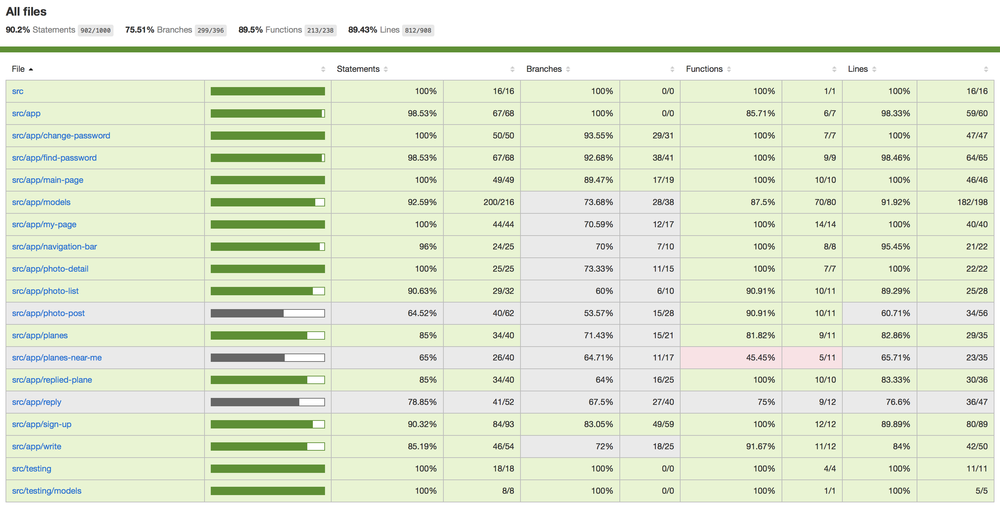 All files
90.2% Statements 902/1000 75.51% Branches 299/396 89.5% Functions 213/238 89.43% Lines 812/908
File Statements Branches Functions Lines
src 100% 16/16 100% 0/0 100% 1/1 100% 16/16
src/app 98.53% 67/68 100% 0/0 85.71% 6/7 98.33% 59/60
src/app/change-password 100% 50/50 93.55% 29/31 100% 7/7 100% 47/47
src/app/find-password 98.53% 67/68 92.68% 38/41 100% 9/9 98.46% 64/65
src/app/main-page 100% 49/49 89.47% 17/19 100% 10/10 100% 46/46
src/app/models 92.59% 200/216 73.68% 28/38 87.5% 70/80 91.92% 182/198
src/app/my-page 100% 44/44 70.59% 12/17 100% 14/14 100% 40/40
src/app/navigation-bar 96% 24/25 70% 7/10 100% 8/8 95.45% 21/22
src/app/photo-detail 100% 25/25 73.33% 11/15 100% 7/7 100% 22/22
src/app/photo-list 90.63% 29/32 60% 6/10 90.91% 10/11 89.29% 25/28
src/app/photo-post 64.52% 40/62 53.57% 15/28 90.91% 10/11 60.71% 34/56
src/app/planes 85% 34/40 71.43% 15/21 81.82% 9/11 82.86% 29/35
src/app/planes-near-me 65% 26/40 64.71% 11/17 45.45% 5/11 65.71% 23/35
src/app/replied-plane 85% 34/40 64% 16/25 100% 10/10 83.33% 30/36
src/app/reply 78.85% 41/52 67.5% 27/40 75% 9/12 76.6% 36/47
src/app/sign-up 90.32% 84/93 83.05% 49/59 100% 12/12 89.89% 80/89
src/app/write 85.19% 46/54 72% 18/25 91.67% 11/12 84% 42/50
src/testing 100% 18/18 100% 0/0 100% 4/4 100% 11/11
src/testing/models 100% 8/8 100% 0/0 100% 1/1 100% 5/5